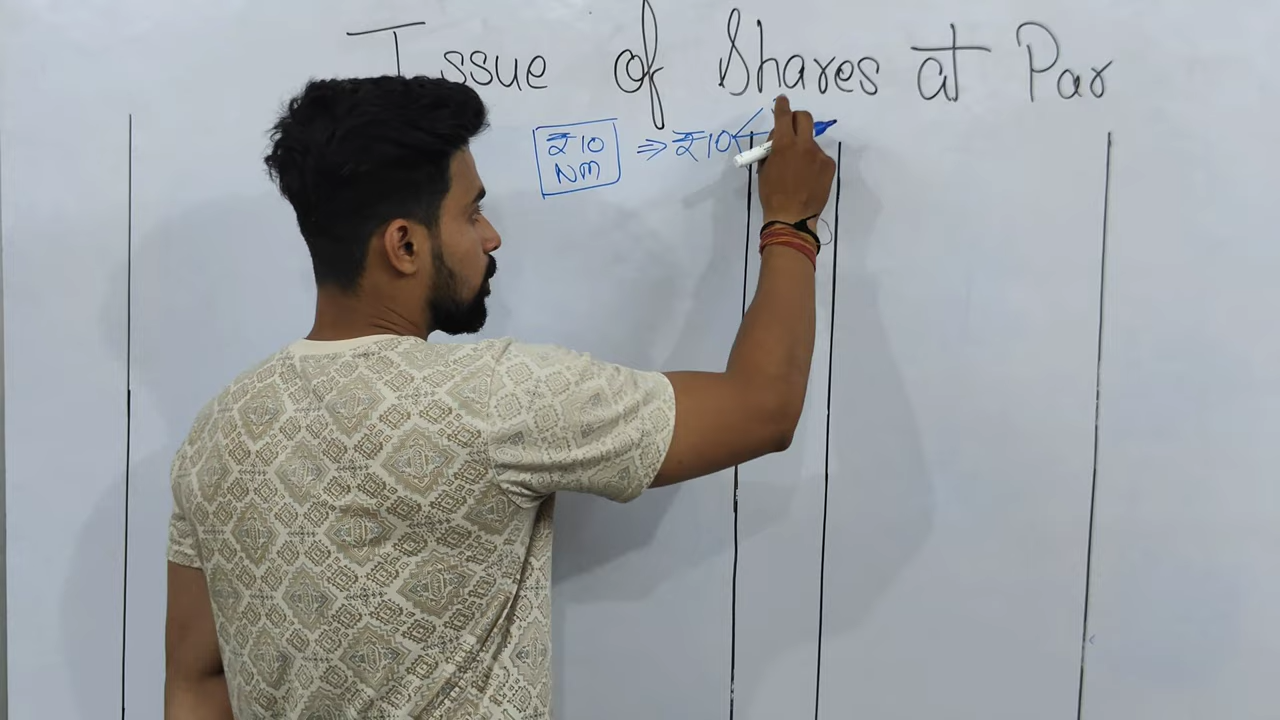 Issue of Shares at Par
₹10 ⇒ ₹10
NM